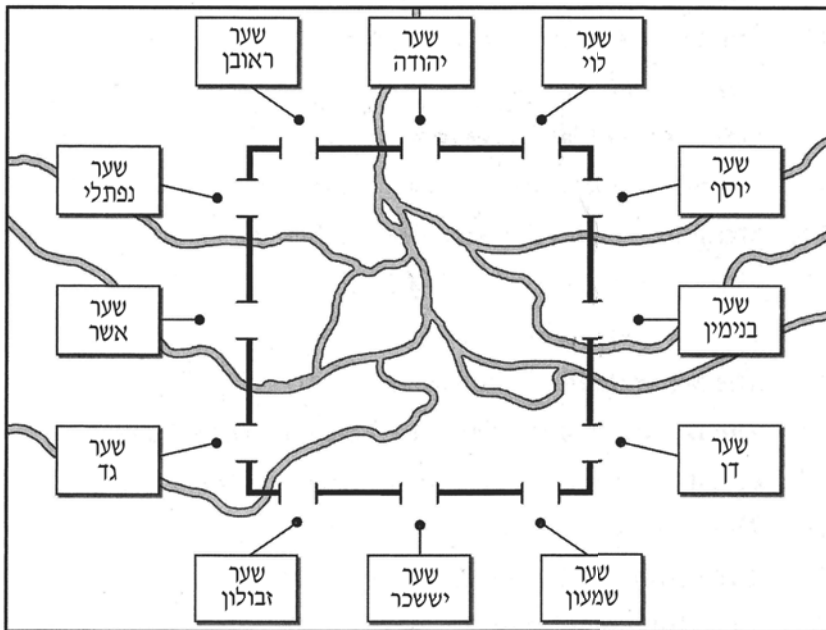 שער
לוי
שער
יהודה
שער
ראובן
שער
יוסף
שער
נפתלי
שער
בנימין
שער
אשר
שער
דן
שער
גד
שער
שמעון
שער
יששכר
שער
זבולון